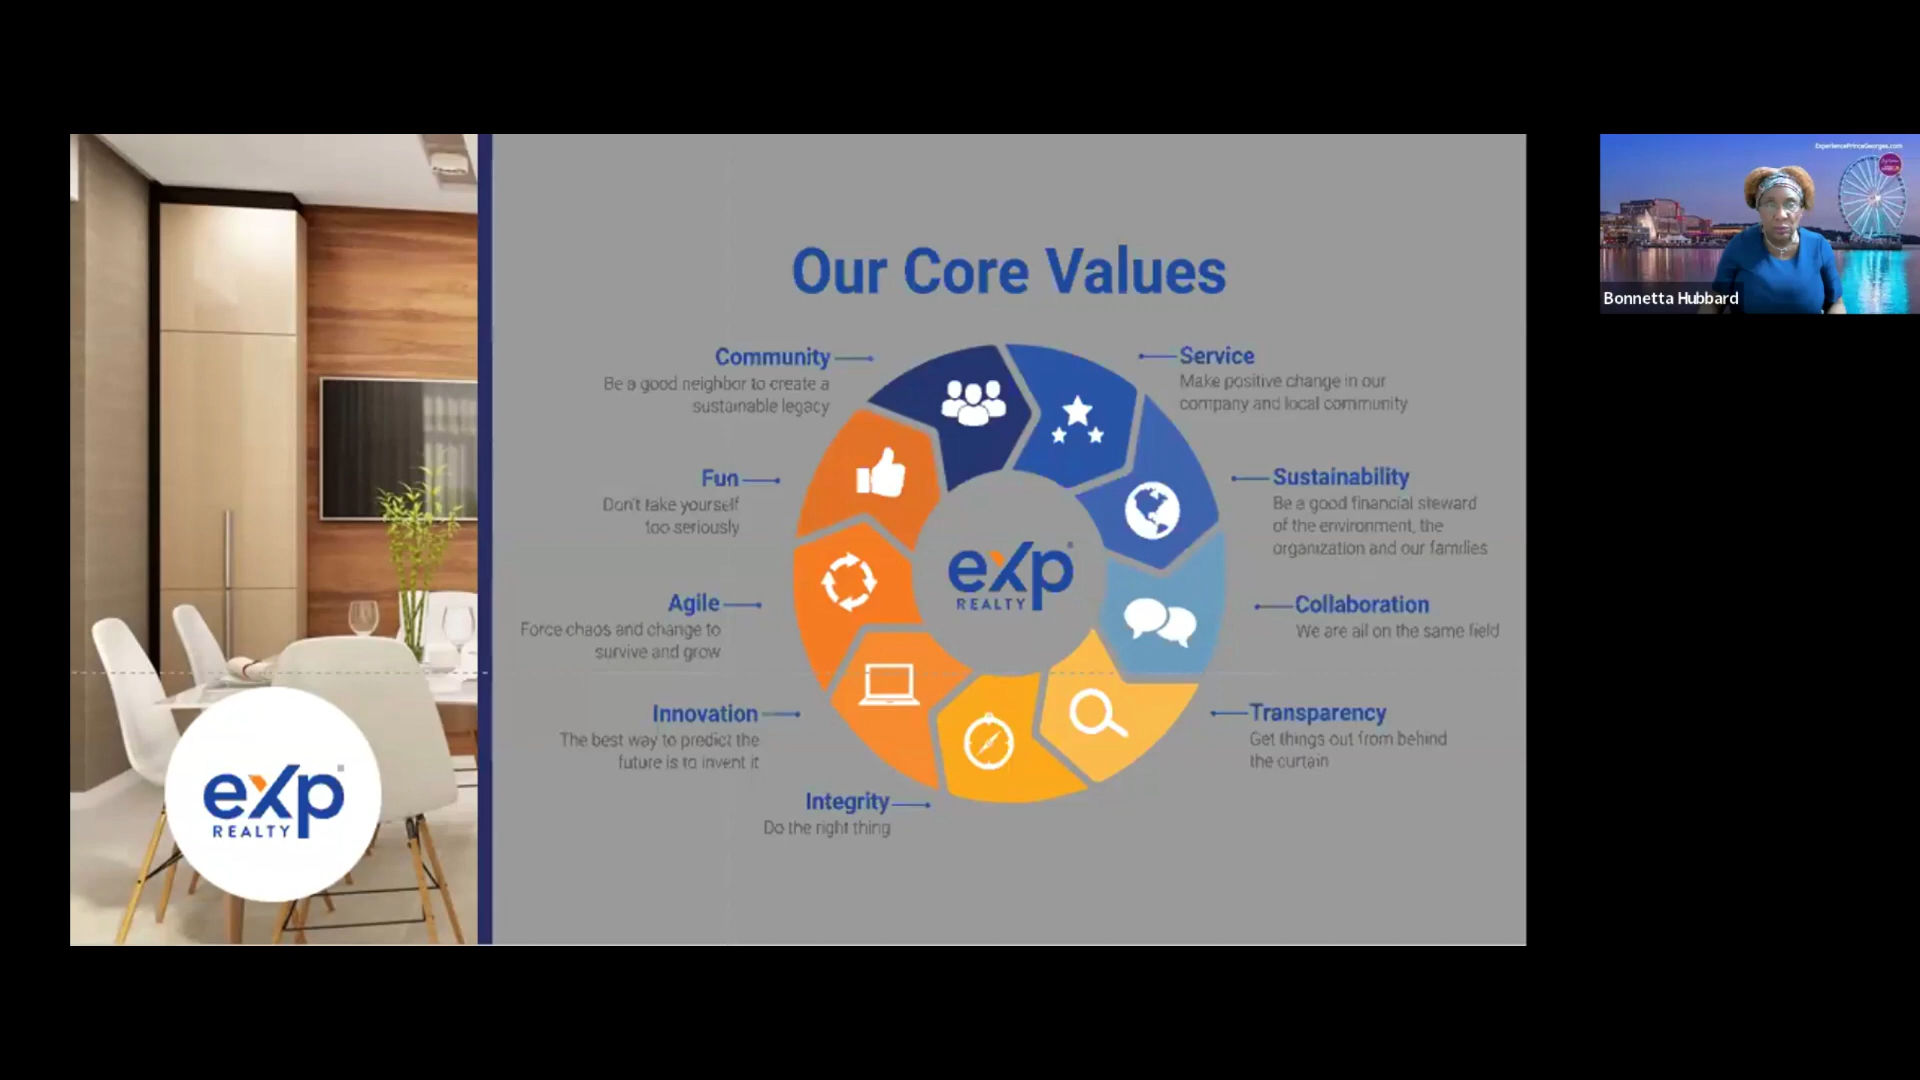 ExperiencePrinceGeorges.com
Bonnetta Hubbard
Our Core Values
Community
Be a good neighbor to create a
sustainable legacy
Service
Make positive change in our
company and local community
Fun
Don't take yourself
too seriously
Sustainability
Be a good financial steward
of the environment, the
organization and our families
Agile
Force chaos and change to
survive and grow
Collaboration
We are all on the same field
Innovation
The best way to predict the
future is to invent it
Transparency
Get things out from behind
the curtain
Integrity
Do the right thing
eXp
REALTY
eXp
REALTY